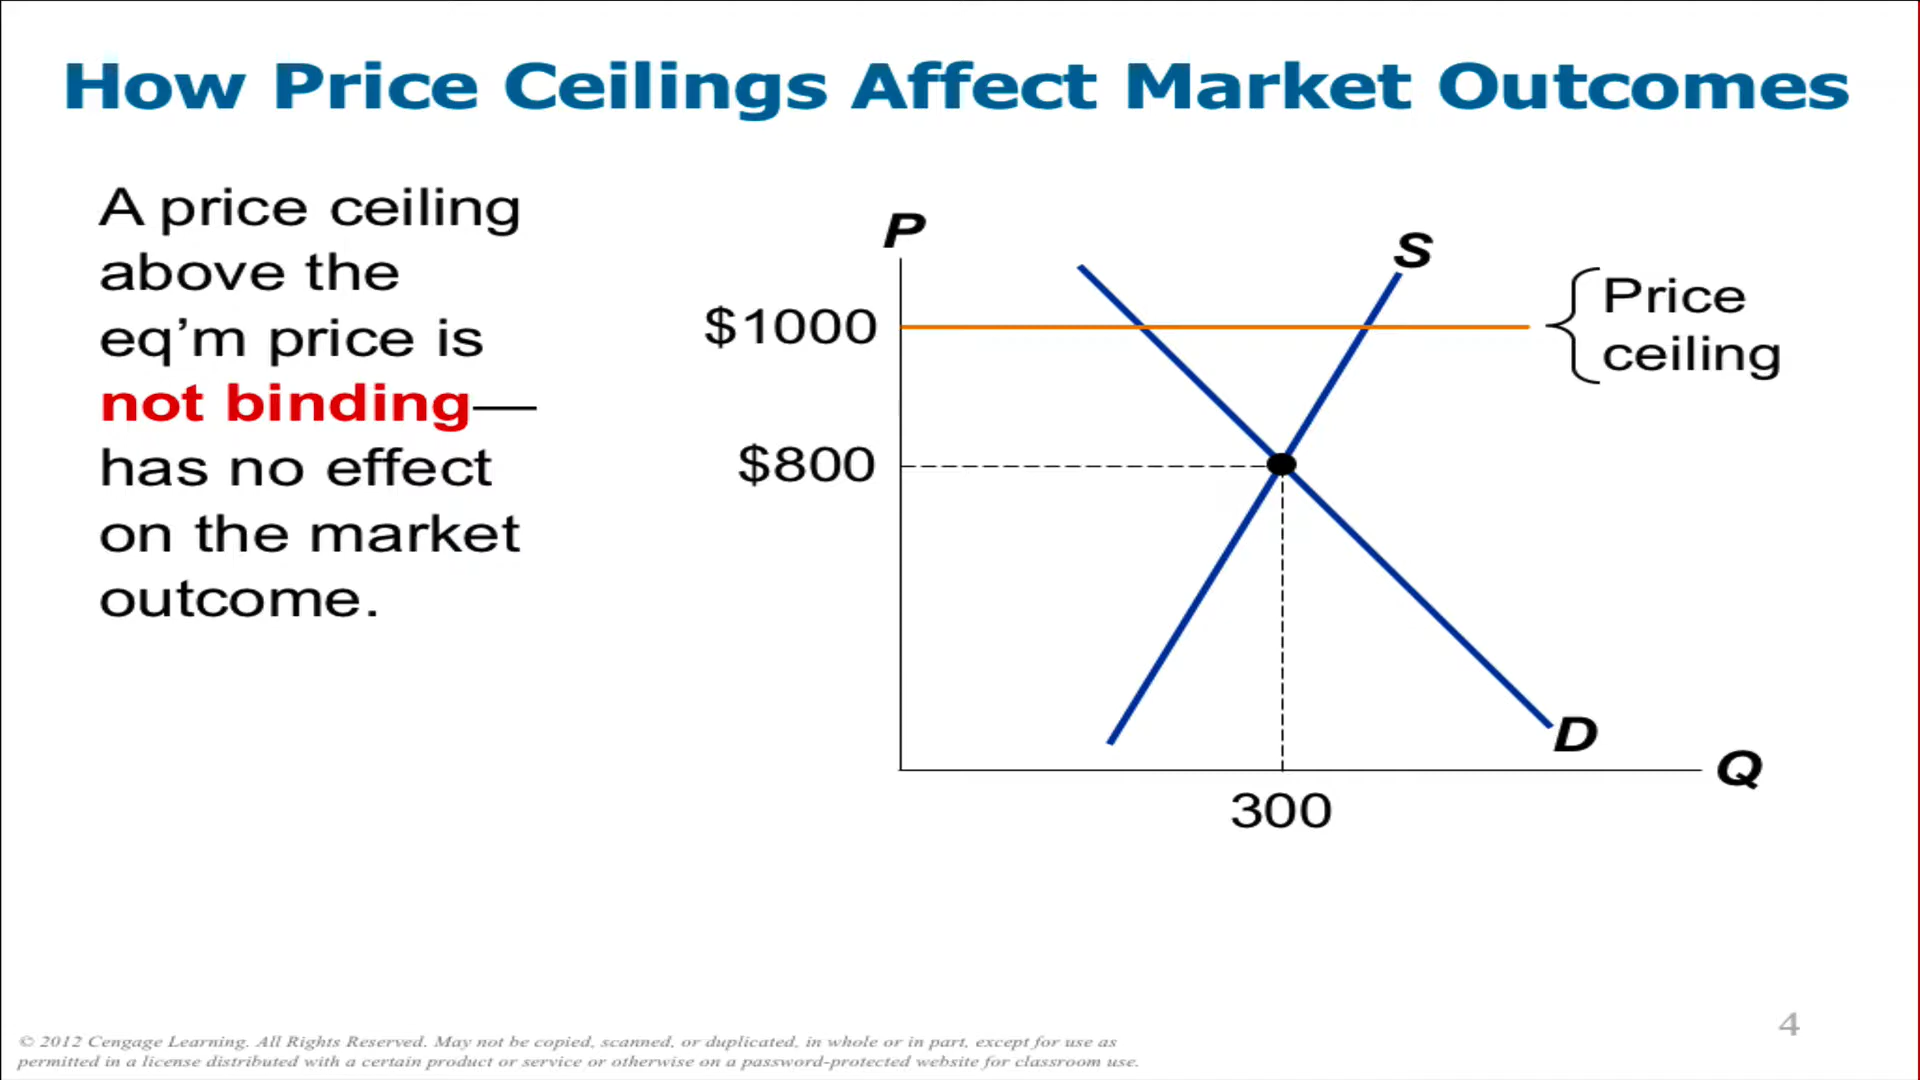 How Price Ceilings Affect Market Outcomes
A price ceiling
above the
eq’m price is
not binding—
has no effect
on the market
outcome.
P
S
$1000
Price
ceiling
$800
D
Q
300
4
© 2012 Cengage Learning. All Rights Reserved. May not be copied, scanned, or duplicated, in whole or in part, except for use as
permitted in a license distributed with a certain product or service or otherwise on a password-protected website for classroom use.